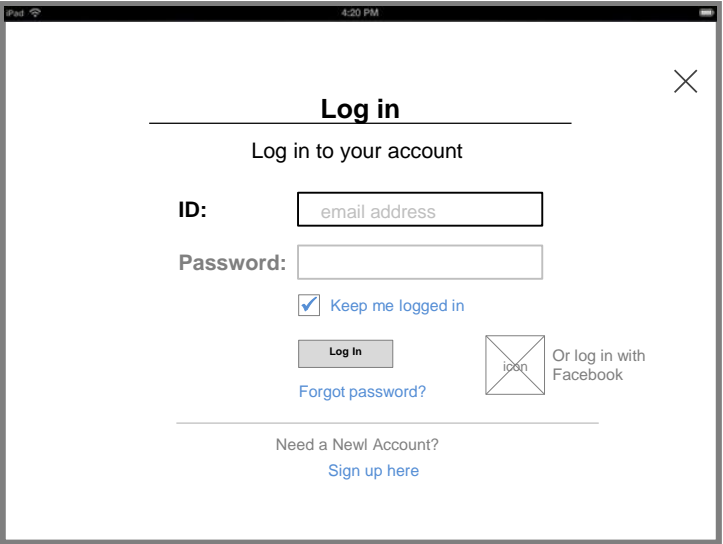 iPad 4:20 PM
Log in
Log in to your account
ID: email address
Password:
Keep me logged in
Log In
icon
Or log in with
Facebook
Forgot password?
Need a Newl Account?
Sign up here